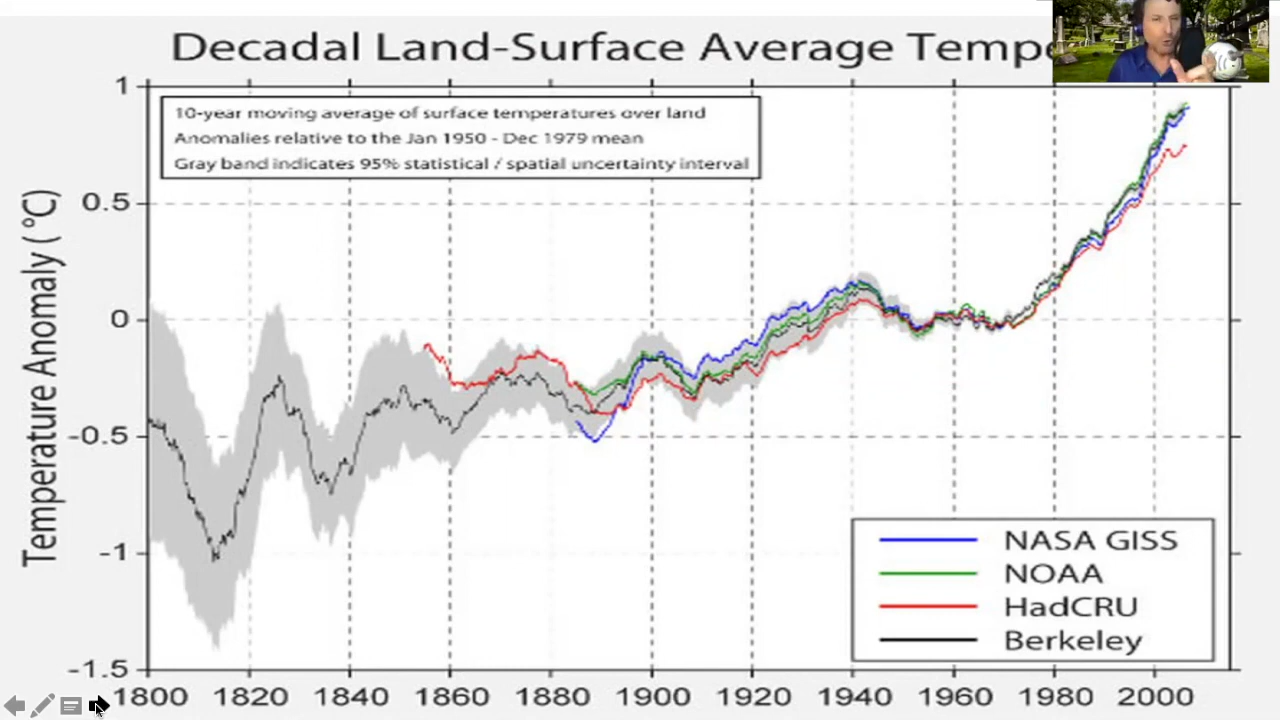 Decadal Land-Surface Average Tempe
10-year moving average of surface temperatures over land
Anomalies relative to the Jan 1950 - Dec 1979 mean
Gray band indicates 95% statistical / spatial uncertainty interval
Temperature Anomaly (°C)
1
0.5
0
-0.5
-1
-1.5
NASA GISS
NOAA
HadCRU
Berkeley
1800 1820 1840 1860 1880 1900 1920 1940 1960 1980 2000